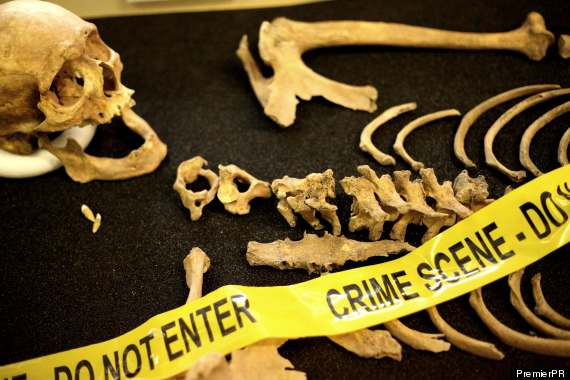 DO NOT ENTER CRIME SCENE - DO
PremierPR